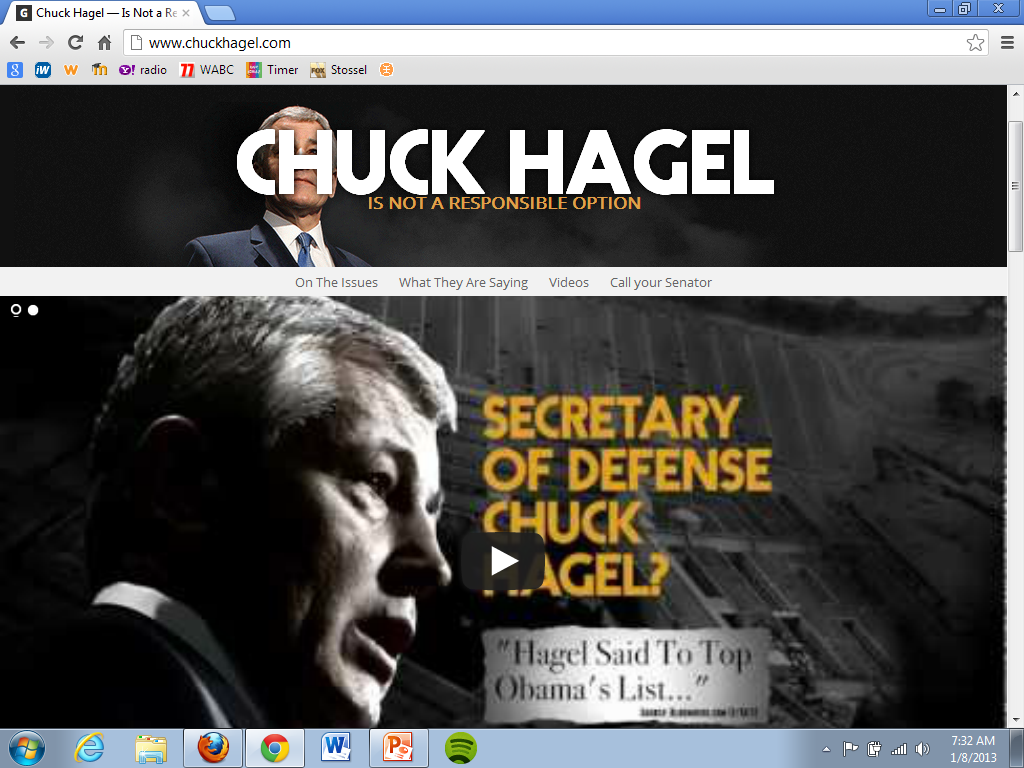 Chuck Hagel — Is Not a Re
www.chuckhagel.com
radio
WABC
Timer
Stossel
CHUCK HAGEL
IS NOT A RESPONSIBLE OPTION
On The Issues
What They Are Saying
Videos
Call your Senator
SECRETARY
OF DEFENSE
CHUCK
HAGEL?
"Hagel Said To Top
Obama's List..."
7:32 AM
1/8/2013